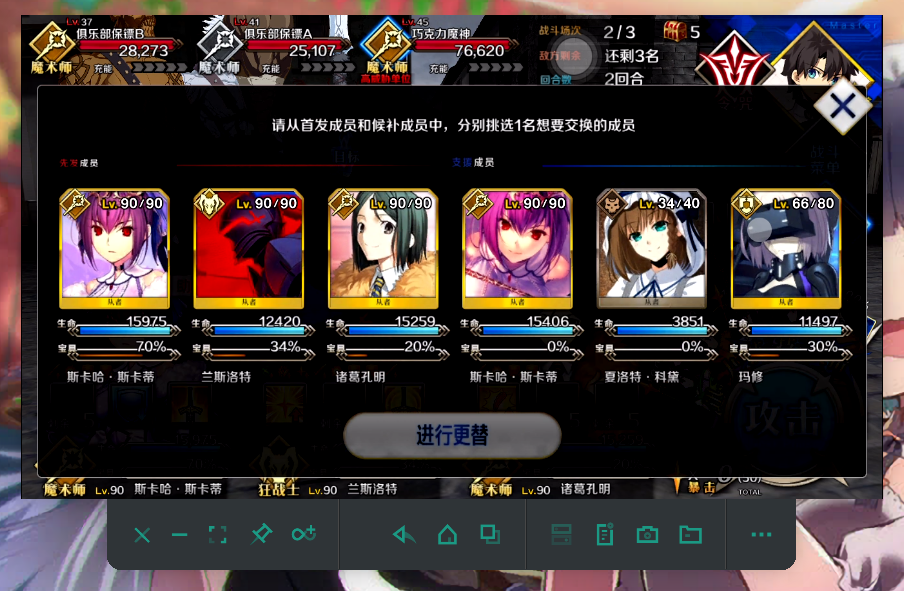 Lv.37
俱乐部保镖B
28,273
魔术师
充能
Lv.41
俱乐部保镖A
25,107
魔术师
充能
Lv.45
巧克力魔神
76,620
魔术师
高威胁单位
充能
战斗场次 2/3
5
敌方剩余 还剩3名
回合数 2回合
Master
请从首发成员和候补成员中，分别挑选1名想要交换的成员
先发成员
支援成员
Lv. 90/90
Lv. 90/90
Lv. 90/90
Lv. 90/90
Lv. 34/40
Lv. 66/80
从者
从者
从者
从者
从者
从者
生命 15975
生命 12420
生命 15259
生命 15406
生命 3851
生命 11497
宝具 70%
宝具 34%
宝具 20%
宝具 0%
宝具 0%
宝具 30%
斯卡哈·斯卡蒂
兰斯洛特
诸葛孔明
斯卡哈·斯卡蒂
夏洛特·科黛
玛修
攻击
进行更替
魔术师 Lv.90 斯卡哈·斯卡蒂
狂战士 Lv.90 兰斯洛特
魔术师 Lv.90 诸葛孔明
暴击
TOTAL